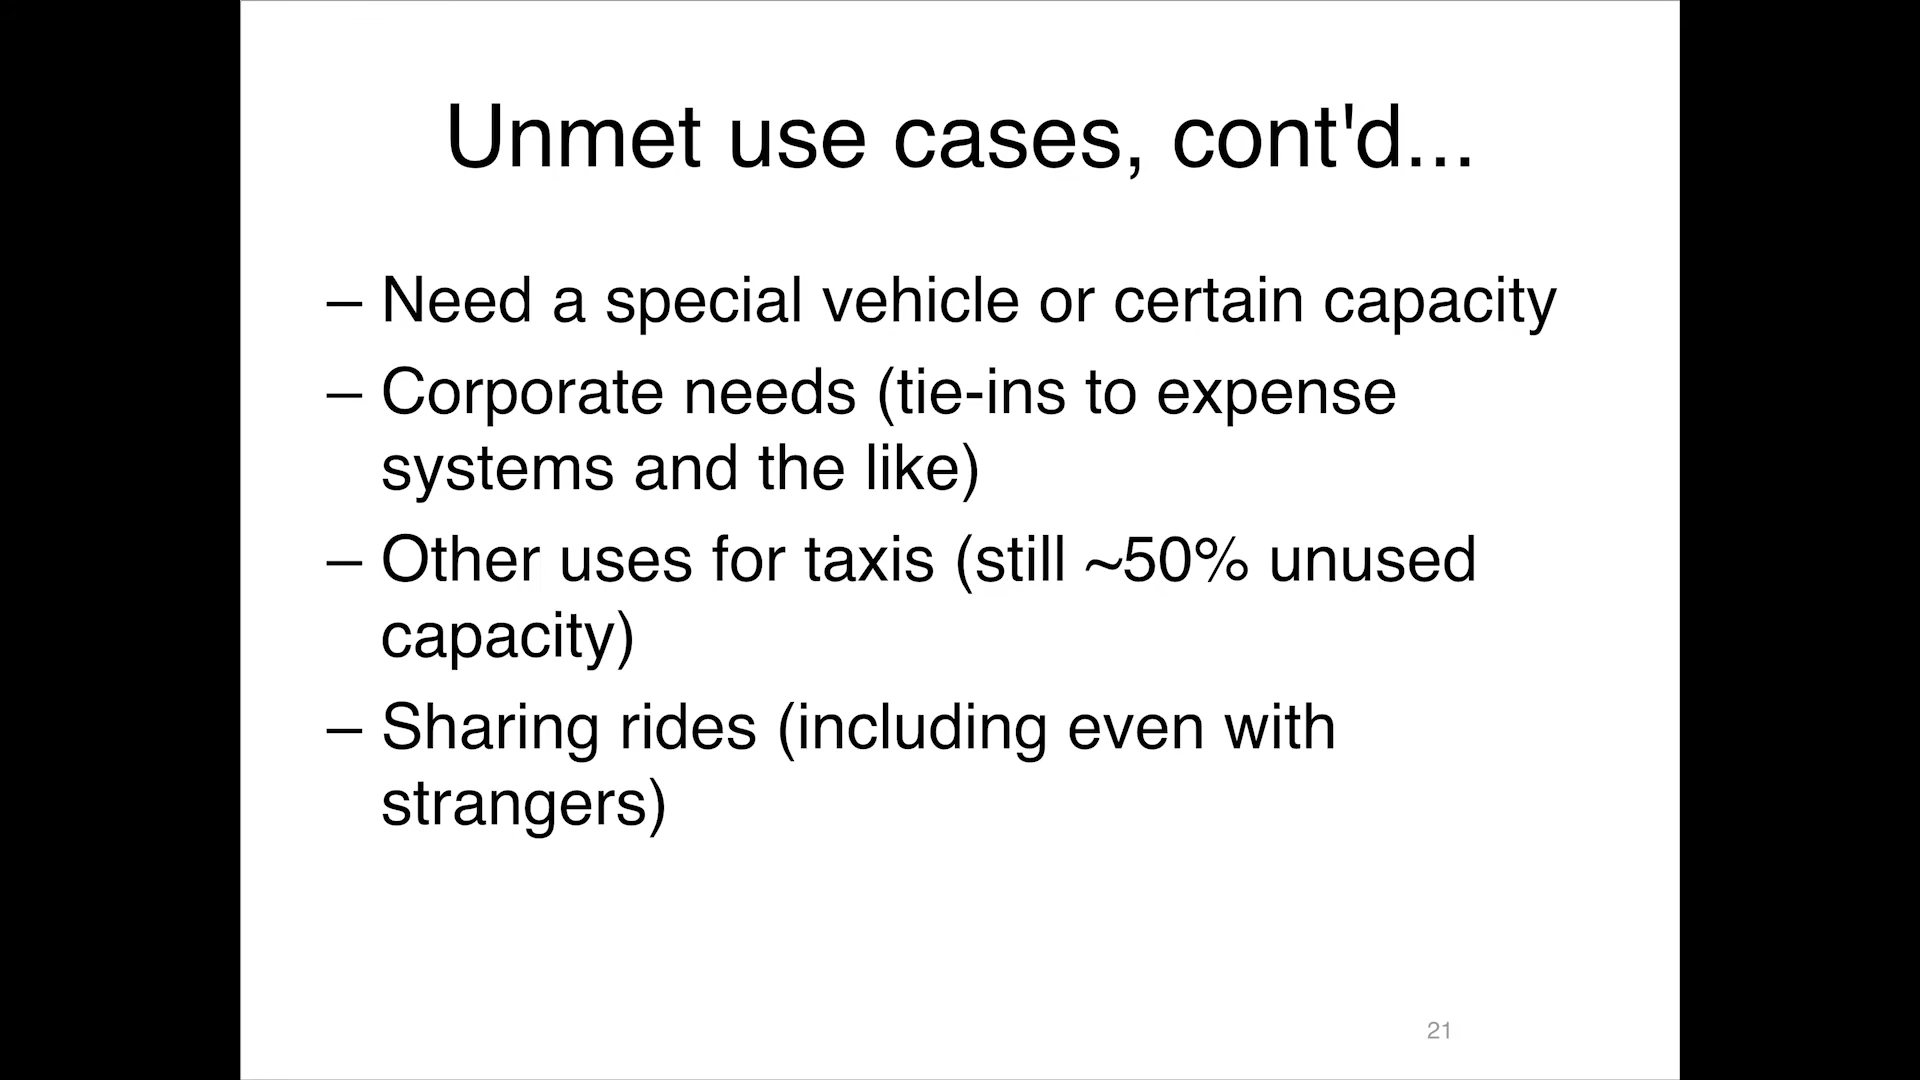 Unmet use cases, cont'd...
– Need a special vehicle or certain capacity
– Corporate needs (tie-ins to expense
systems and the like)
– Other uses for taxis (still ~50% unused
capacity)
– Sharing rides (including even with
strangers)
21